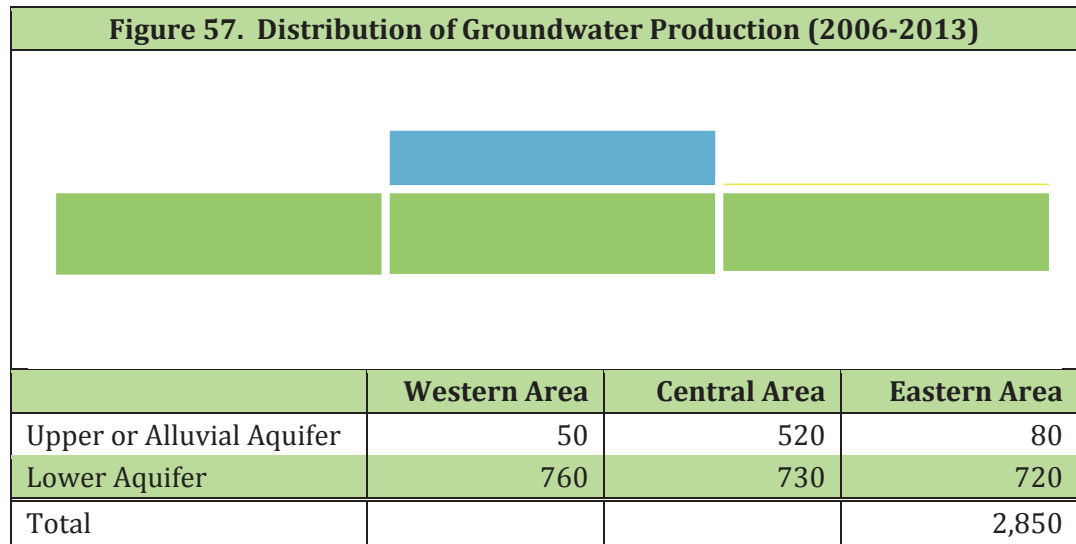 Figure 57. Distribution of Groundwater Production (2006-2013)
Western Area Central Area Eastern Area
Upper or Alluvial Aquifer 50 520 80
Lower Aquifer 760 730 720
Total 2,850